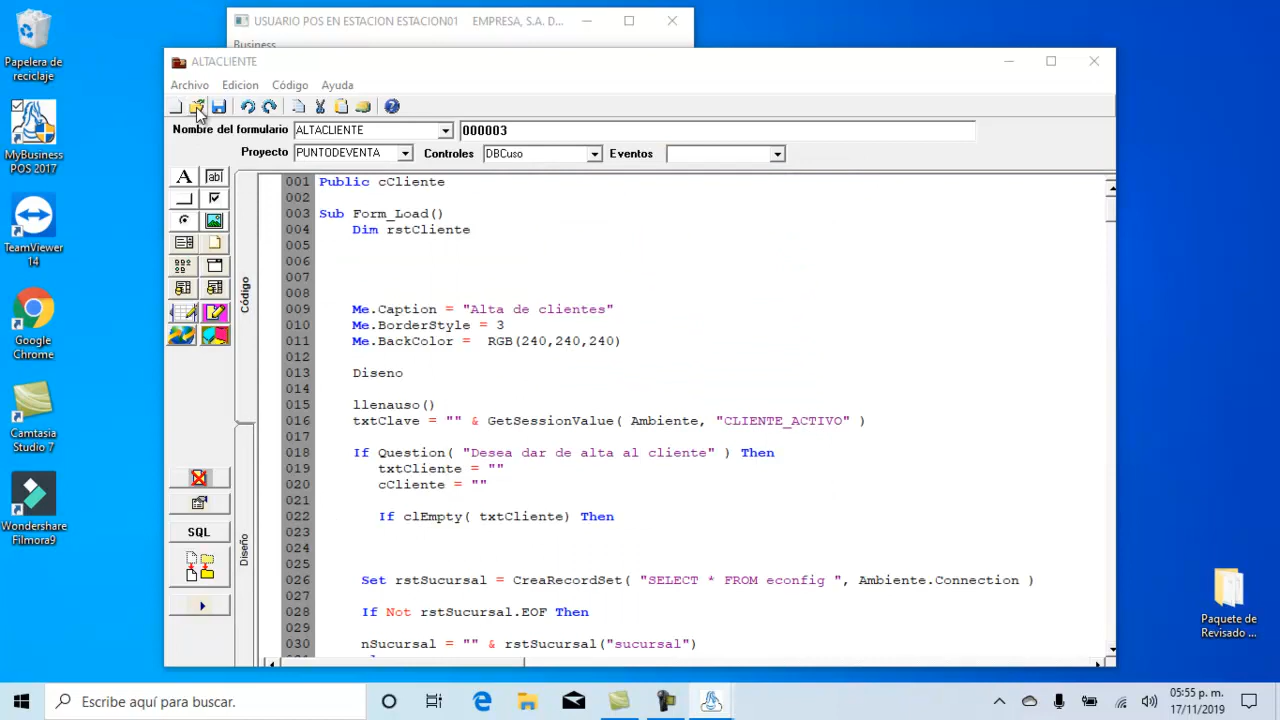 Papelera de
reciclaje
MyBusiness
POS 2017
TeamViewer
14
Google
Chrome
Camtasia
Studio 7
Wondershare
Filmora9
USUARIO POS EN ESTACION ESTACION01 EMPRESA, S.A. D...
Business
ALTACLIENTE
Archivo Edicion Código Ayuda
Nombre del formulario ALTACLIENTE 000003
Proyecto PUNTODEVENTA Controles DBCuso Eventos
A ab
SQL
Código
Diseño
001 Public cCliente
002
003 Sub Form_Load()
004 Dim rstCliente
005
006
007
008
009 Me.Caption = "Alta de clientes"
010 Me.BorderStyle = 3
011 Me.BackColor = RGB(240,240,240)
012
013 Diseno
014
015 llenauso()
016 txtClave = "" & GetSessionValue( Ambiente, "CLIENTE_ACTIVO" )
017
018 If Question( "Desea dar de alta al cliente" ) Then
019 txtCliente = ""
020 cCliente = ""
021
022 If clEmpty( txtCliente) Then
023
024
025
026 Set rstSucursal = CreaRecordSet( "SELECT * FROM econfig ", Ambiente.Connection )
027
028 If Not rstSucursal.EOF Then
029
030 nSucursal = "" & rstSucursal("sucursal")
Paquete de
Revisado ...
Escribe aquí para buscar.
05:55 p. m.
17/11/2019